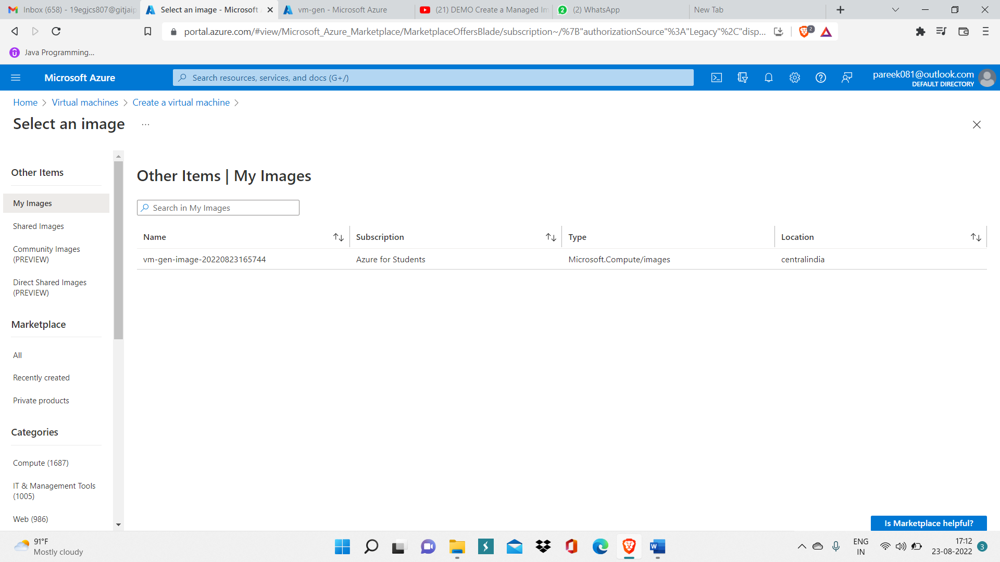 Inbox (658) - 19egjcs807@gitjaip
Select an image - Microsoft
vm-gen - Microsoft Azure
(21) DEMO Create a Managed Im
(2) WhatsApp
New Tab
portal.azure.com/#view/Microsoft_Azure_Marketplace/MarketplaceOffersBlade/subscription~/%7B"authorizationSource"%3A"Legacy"%2C"disp...
2
Java Programming...
Microsoft Azure
Search resources, services, and docs (G+/)
pareek081@outlook.com
DEFAULT DIRECTORY
Home > Virtual machines > Create a virtual machine >
Select an image ...
Other Items
My Images
Shared Images
Community Images
(PREVIEW)
Direct Shared Images
(PREVIEW)
Marketplace
All
Recently created
Private products
Categories
Compute (1687)
IT & Management Tools
(1005)
Web (986)
Other Items | My Images
Search in My Images
Name Subscription Type Location
vm-gen-image-20220823165744 Azure for Students Microsoft.Compute/images centralindia
Is Marketplace helpful?
91°F
Mostly cloudy
ENG
IN
17:12
23-08-2022
3